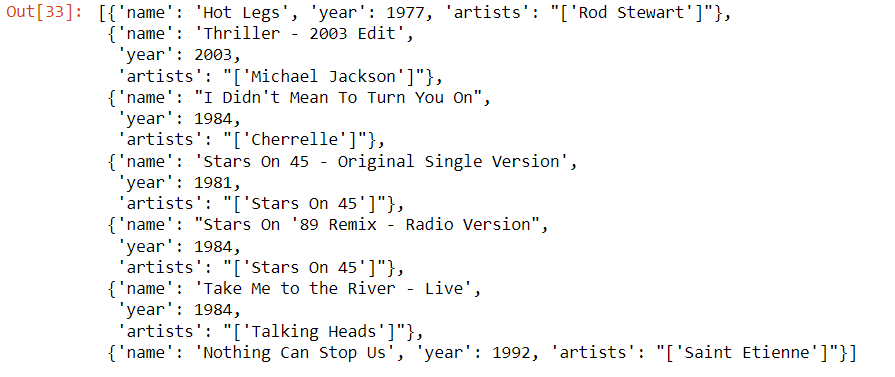 Out[33]: [{'name': 'Hot Legs', 'year': 1977, 'artists': "['Rod Stewart']"},
{'name': 'Thriller - 2003 Edit',
'year': 2003,
'artists': "['Michael Jackson']"},
{'name': "I Didn't Mean To Turn You On",
'year': 1984,
'artists': "['Cherrelle']"},
{'name': 'Stars On 45 - Original Single Version',
'year': 1981,
'artists': "['Stars On 45']"},
{'name': "Stars On '89 Remix - Radio Version",
'year': 1984,
'artists': "['Stars On 45']"},
{'name': 'Take Me to the River - Live',
'year': 1984,
'artists': "['Talking Heads']"},
{'name': 'Nothing Can Stop Us', 'year': 1992, 'artists': "['Saint Etienne']"}]